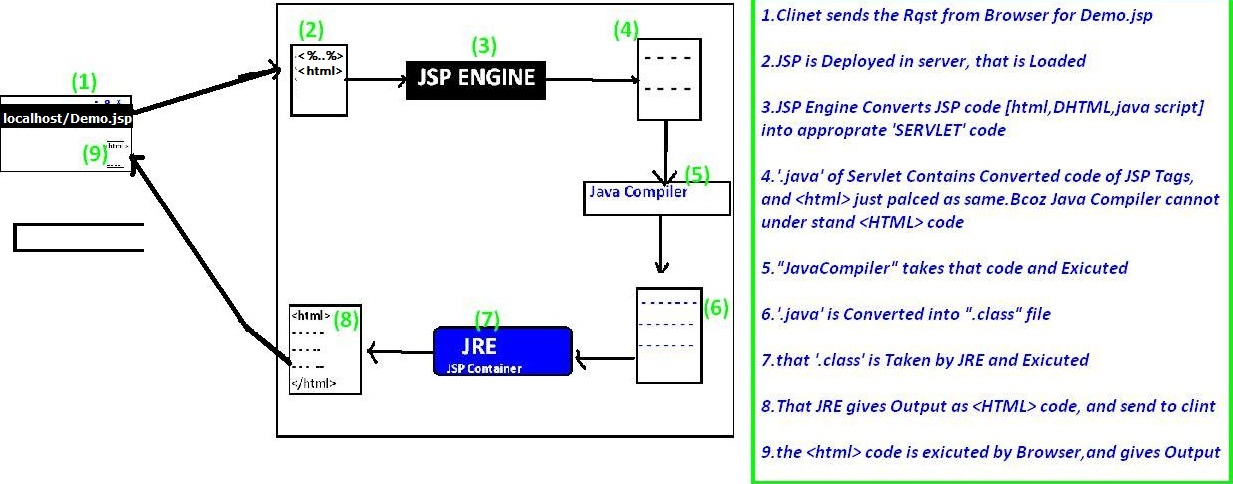 (1)
localhost/Demo.jsp
(9)
<html>
(2)
<%..%>
<html>
(3)
JSP ENGINE
(4)
- - - -
- - - -
(5)
Java Compiler
(6)
(7)
JRE
JSP Container
(8)
<html>
</html>
1.Clinet sends the Rqst from Browser for Demo.jsp
2.JSP is Deployed in server, that is Loaded
3.JSP Engine Converts JSP code [html,DHTML,java script]
into approprate 'SERVLET' code
4.'.java' of Servlet Contains Converted code of JSP Tags,
and <html> just palced as same.Bcoz Java Compiler cannot
under stand <HTML> code
5."JavaCompiler" takes that code and Exicuted
6.'.java' is Converted into ".class" file
7.that '.class' is Taken by JRE and Exicuted
8.That JRE gives Output as <HTML> code, and send to clint
9.the <html> code is exicuted by Browser,and gives Output